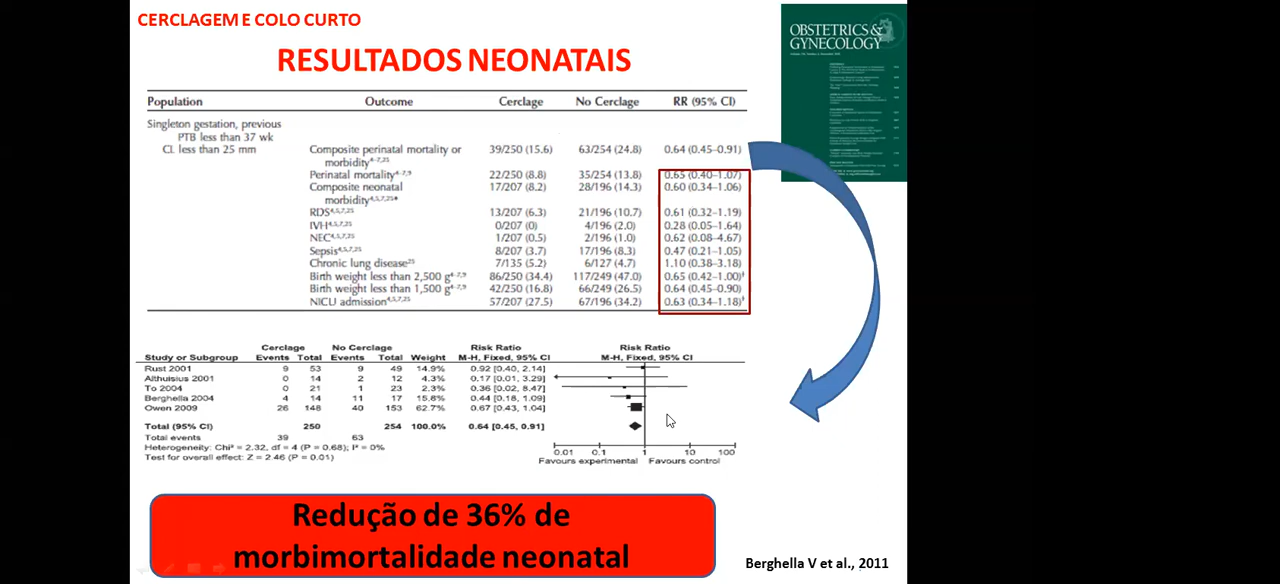 CERCLAGEM E COLO CURTO
RESULTADOS NEONATAIS
OBSTETRICS &
GYNECOLOGY
Population Outcome Cerclage No Cerclage RR (95% CI)
Singleton gestation, previous
PTB less than 37 wk
CL less than 25 mm Composite perinatal mortality or 39/250 (15.6) 63/254 (24.8) 0.64 (0.45–0.91)
morbidity
Perinatal mortality 22/250 (8.8) 35/254 (13.8) 0.65 (0.40–1.07)
Composite neonatal 17/207 (8.2) 28/196 (14.3) 0.60 (0.34–1.06)
morbidity
RDS 13/207 (6.3) 21/196 (10.7) 0.61 (0.32–1.19)
IVH 0/207 (0) 4/196 (2.0) 0.28 (0.05–1.64)
NEC 1/207 (0.5) 2/196 (1.0) 0.62 (0.08–4.67)
Sepsis 8/207 (3.7) 17/196 (8.3) 0.47 (0.21–1.05)
Chronic lung disease 7/135 (5.2) 6/127 (4.7) 1.10 (0.38–3.18)
Birth weight less than 2,500 g 86/250 (34.4) 117/249 (47.0) 0.65 (0.42–1.00)
Birth weight less than 1,500 g 42/250 (16.8) 66/249 (26.5) 0.64 (0.45–0.90)
NICU admission 57/207 (27.5) 67/196 (34.2) 0.63 (0.34–1.18)
Cerclage No Cerclage Risk Ratio Risk Ratio
Study or Subgroup Events Total Events Total Weight M-H, Fixed, 95% CI M-H, Fixed, 95% CI
Rust 2001 9 53 9 49 14.9% 0.92 [0.40, 2.14]
Althuisius 2001 0 14 2 12 4.3% 0.17 [0.01, 3.29]
To 2004 0 21 1 23 2.3% 0.36 [0.02, 8.47]
Berghella 2004 4 14 11 17 15.8% 0.44 [0.18, 1.09]
Owen 2009 26 148 40 153 62.7% 0.67 [0.43, 1.04]
Total (95% CI) 250 254 100.0% 0.64 [0.45, 0.91]
Total events 39 63
Heterogeneity: Chi² = 2.32, df = 4 (P = 0.68); I² = 0%
Test for overall effect: Z = 2.46 (P = 0.01)
0.01 0.1 1 10 100
Favours experimental Favours control
Redução de 36% de
morbimortalidade neonatal
Berghella V et al., 2011